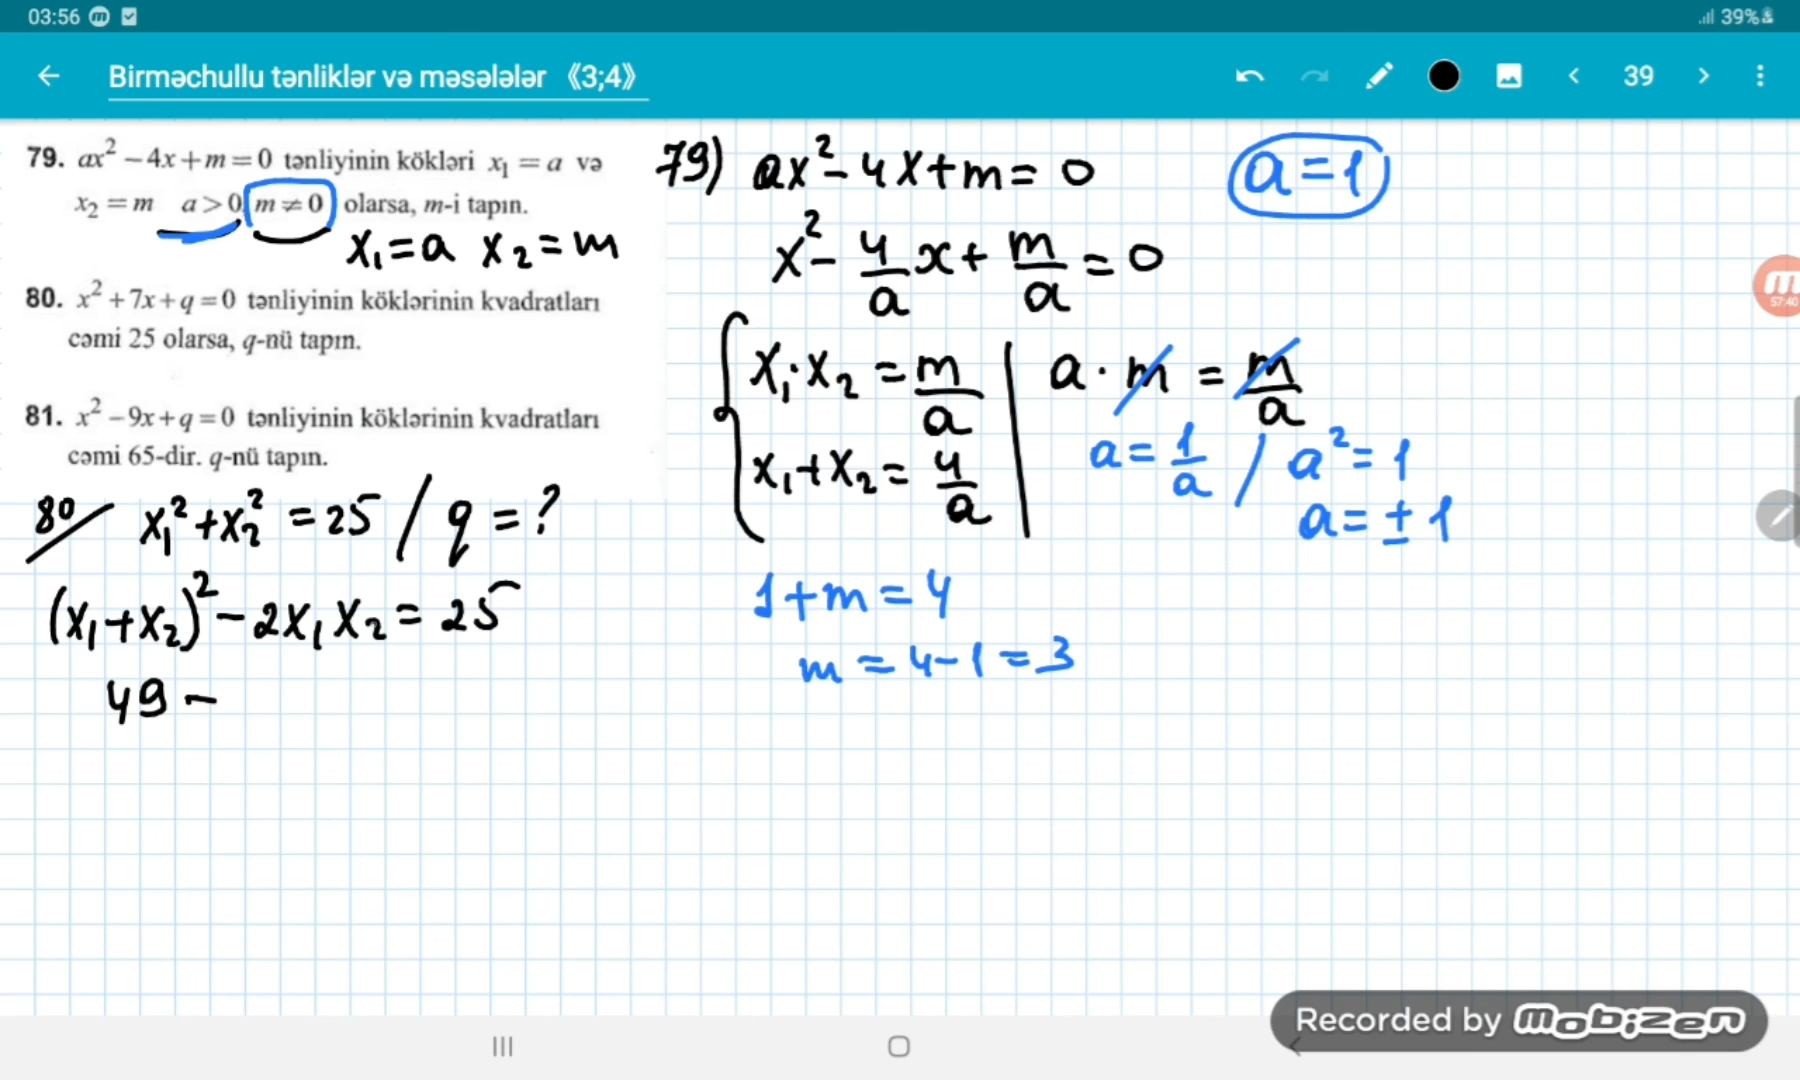 03:56
39%
Birməchullu tənliklər və məsələlər 《3;4》
39
79. ax² – 4x + m = 0 tənliyinin kökləri x₁ = a və
x₂ = m a > 0 m ≠ 0 olarsa, m-i tapın.
x₁ = a x₂ = m
80. x² + 7x + q = 0 tənliyinin köklərinin kvadratları
cəmi 25 olarsa, q-nü tapın.
81. x² – 9x + q = 0 tənliyinin köklərinin kvadratları
cəmi 65-dir. q-nü tapın.
80 x₁² + x₂² = 25 / q = ?
(x₁ + x₂)² – 2x₁x₂ = 25
49 –
79) ax² – 4x + m = 0
a = 1
x² – 4/a x + m/a = 0
x₁ · x₂ = m/a | a · m = m/a
x₁ + x₂ = 4/a
a = 1/a / a² = 1
a = ± 1
1 + m = 4
m = 4 – 1 = 3
57:40
Recorded by mobizen